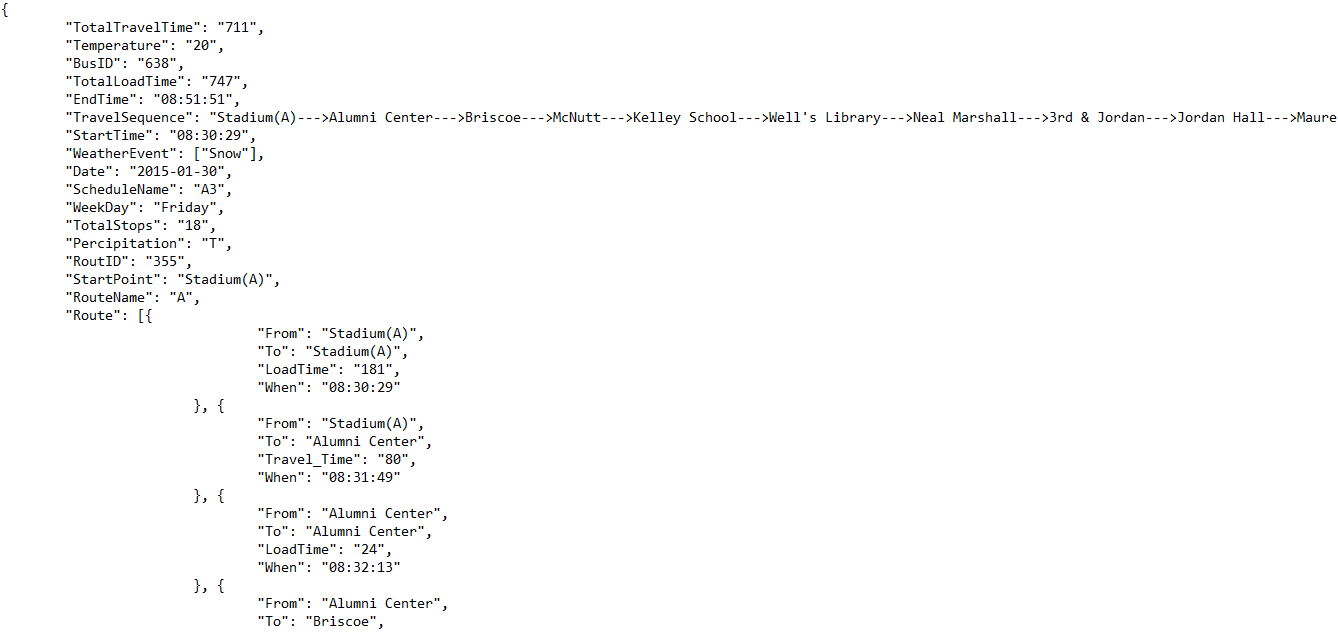 {
"TotalTravelTime": "711",
"Temperature": "20",
"BusID": "638",
"TotalLoadTime": "747",
"EndTime": "08:51:51",
"TravelSequence": "Stadium(A)--->Alumni Center--->Briscoe--->McNutt--->Kelley School--->Well's Library--->Neal Marshall--->3rd & Jordan--->Jordan Hall--->Maure
"StartTime": "08:30:29",
"WeatherEvent": ["Snow"],
"Date": "2015-01-30",
"ScheduleName": "A3",
"WeekDay": "Friday",
"TotalStops": "18",
"Percipitation": "T",
"RoutID": "355",
"StartPoint": "Stadium(A)",
"RouteName": "A",
"Route": [{
"From": "Stadium(A)",
"To": "Stadium(A)",
"LoadTime": "181",
"When": "08:30:29"
}, {
"From": "Stadium(A)",
"To": "Alumni Center",
"Travel_Time": "80",
"When": "08:31:49"
}, {
"From": "Alumni Center",
"To": "Alumni Center",
"LoadTime": "24",
"When": "08:32:13"
}, {
"From": "Alumni Center",
"To": "Briscoe",